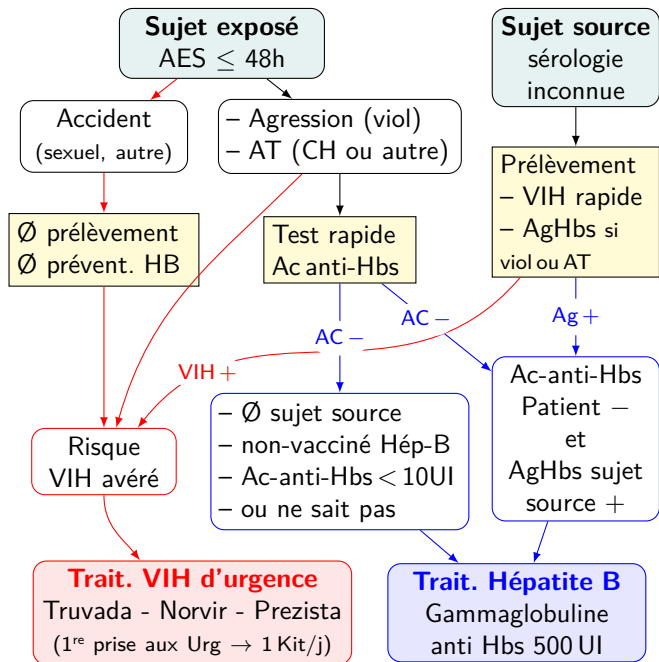 Sujet exposé
AES ≤ 48h
Sujet source
sérologie
inconnue
Accident
(sexuel, autre)
– Agression (viol)
– AT (CH ou autre)
Prélèvement
– VIH rapide
– AgHbs si
viol ou AT
Ø prélèvement
Ø prévent. HB
Test rapide
Ac anti-Hbs
AC −
AC −
Ag +
VIH +
Risque
VIH avéré
– Ø sujet source
– non-vacciné Hép-B
– Ac-anti-Hbs < 10UI
– ou ne sait pas
Ac-anti-Hbs
Patient −
et
AgHbs sujet
source +
Trait. VIH d'urgence
Truvada - Norvir - Prezista
(1re prise aux Urg → 1 Kit/j)
Trait. Hépatite B
Gammaglobuline
anti Hbs 500 UI